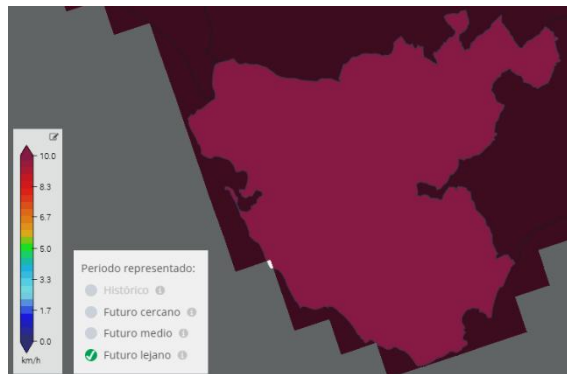 10.0
8.3
6.7
5.0
3.3
1.7
0.0
km/h
Periodo representado:
Histórico
Futuro cercano
Futuro medio
Futuro lejano